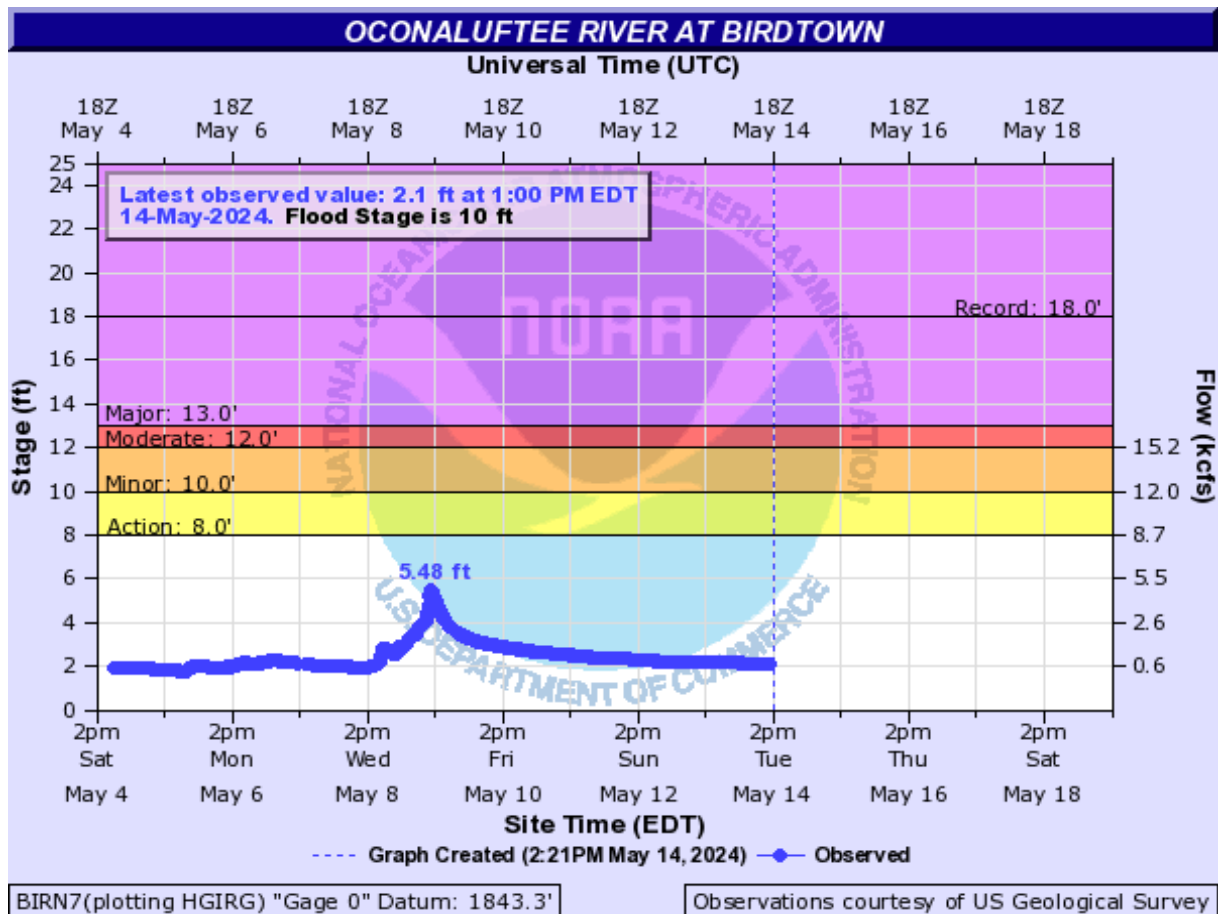 OCONALUFTEE RIVER AT BIRDTOWN
Universal Time (UTC)
18Z 18Z 18Z 18Z 18Z 18Z 18Z 18Z
May 4 May 6 May 8 May 10 May 12 May 14 May 16 May 18
Latest observed value: 2.1 ft at 1:00 PM EDT
14-May-2024. Flood Stage is 10 ft
NATIONAL OCEANIC AND ATMOSPHERIC ADMINISTRATION
NOAA
U.S. DEPARTMENT OF COMMERCE
Stage (ft)
25
24
22
20
18
16
14
12
10
8
6
4
2
0
Record: 18.0'
Major: 13.0'
Moderate: 12.0'
Minor: 10.0'
Action: 8.0'
5.48 ft
Flow (kcfs)
15.2
12.0
8.7
5.5
2.6
0.6
2pm 2pm 2pm 2pm 2pm 2pm 2pm 2pm
Sat Mon Wed Fri Sun Tue Thu Sat
May 4 May 6 May 8 May 10 May 12 May 14 May 16 May 18
Site Time (EDT)
Graph Created (2:21PM May 14, 2024) Observed
BIRN7(plotting HGIRG) "Gage 0" Datum: 1843.3'
Observations courtesy of US Geological Survey